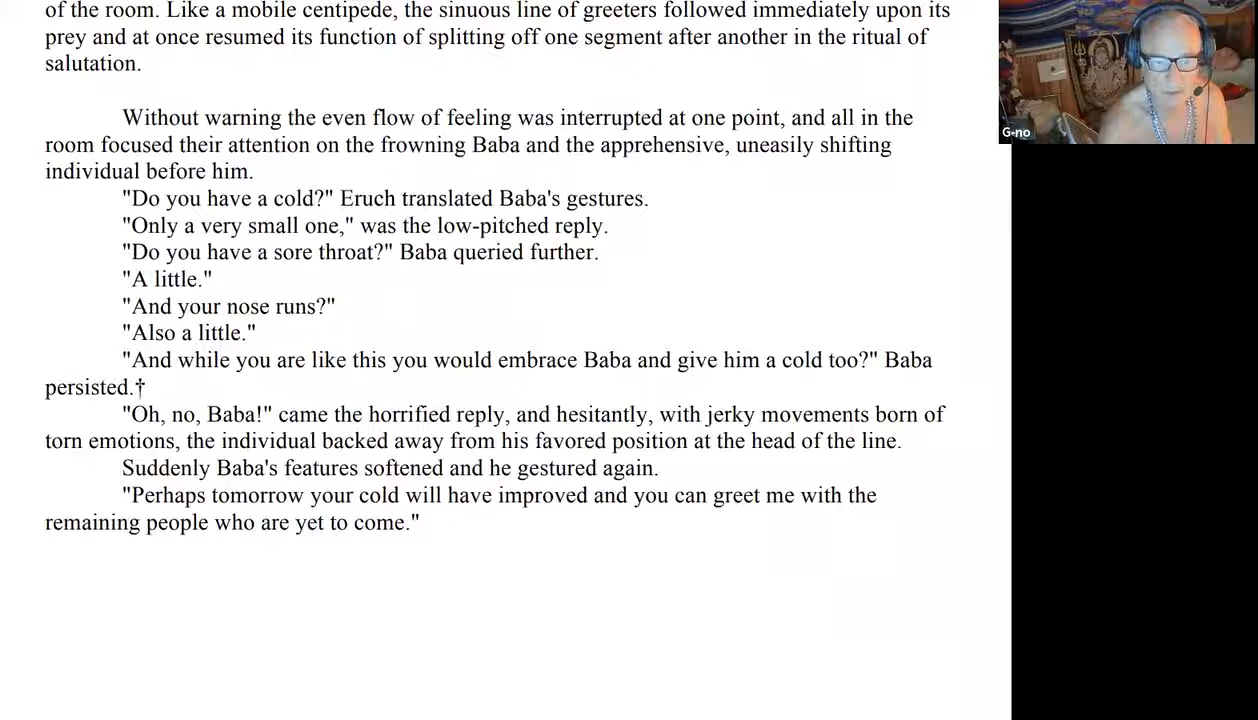 of the room. Like a mobile centipede, the sinuous line of greeters followed immediately upon its
prey and at once resumed its function of splitting off one segment after another in the ritual of
salutation.
Without warning the even flow of feeling was interrupted at one point, and all in the
room focused their attention on the frowning Baba and the apprehensive, uneasily shifting
individual before him.
"Do you have a cold?" Eruch translated Baba's gestures.
"Only a very small one," was the low-pitched reply.
"Do you have a sore throat?" Baba queried further.
"A little."
"And your nose runs?"
"Also a little."
"And while you are like this you would embrace Baba and give him a cold too?" Baba
persisted.†
"Oh, no, Baba!" came the horrified reply, and hesitantly, with jerky movements born of
torn emotions, the individual backed away from his favored position at the head of the line.
Suddenly Baba's features softened and he gestured again.
"Perhaps tomorrow your cold will have improved and you can greet me with the
remaining people who are yet to come."
G-no